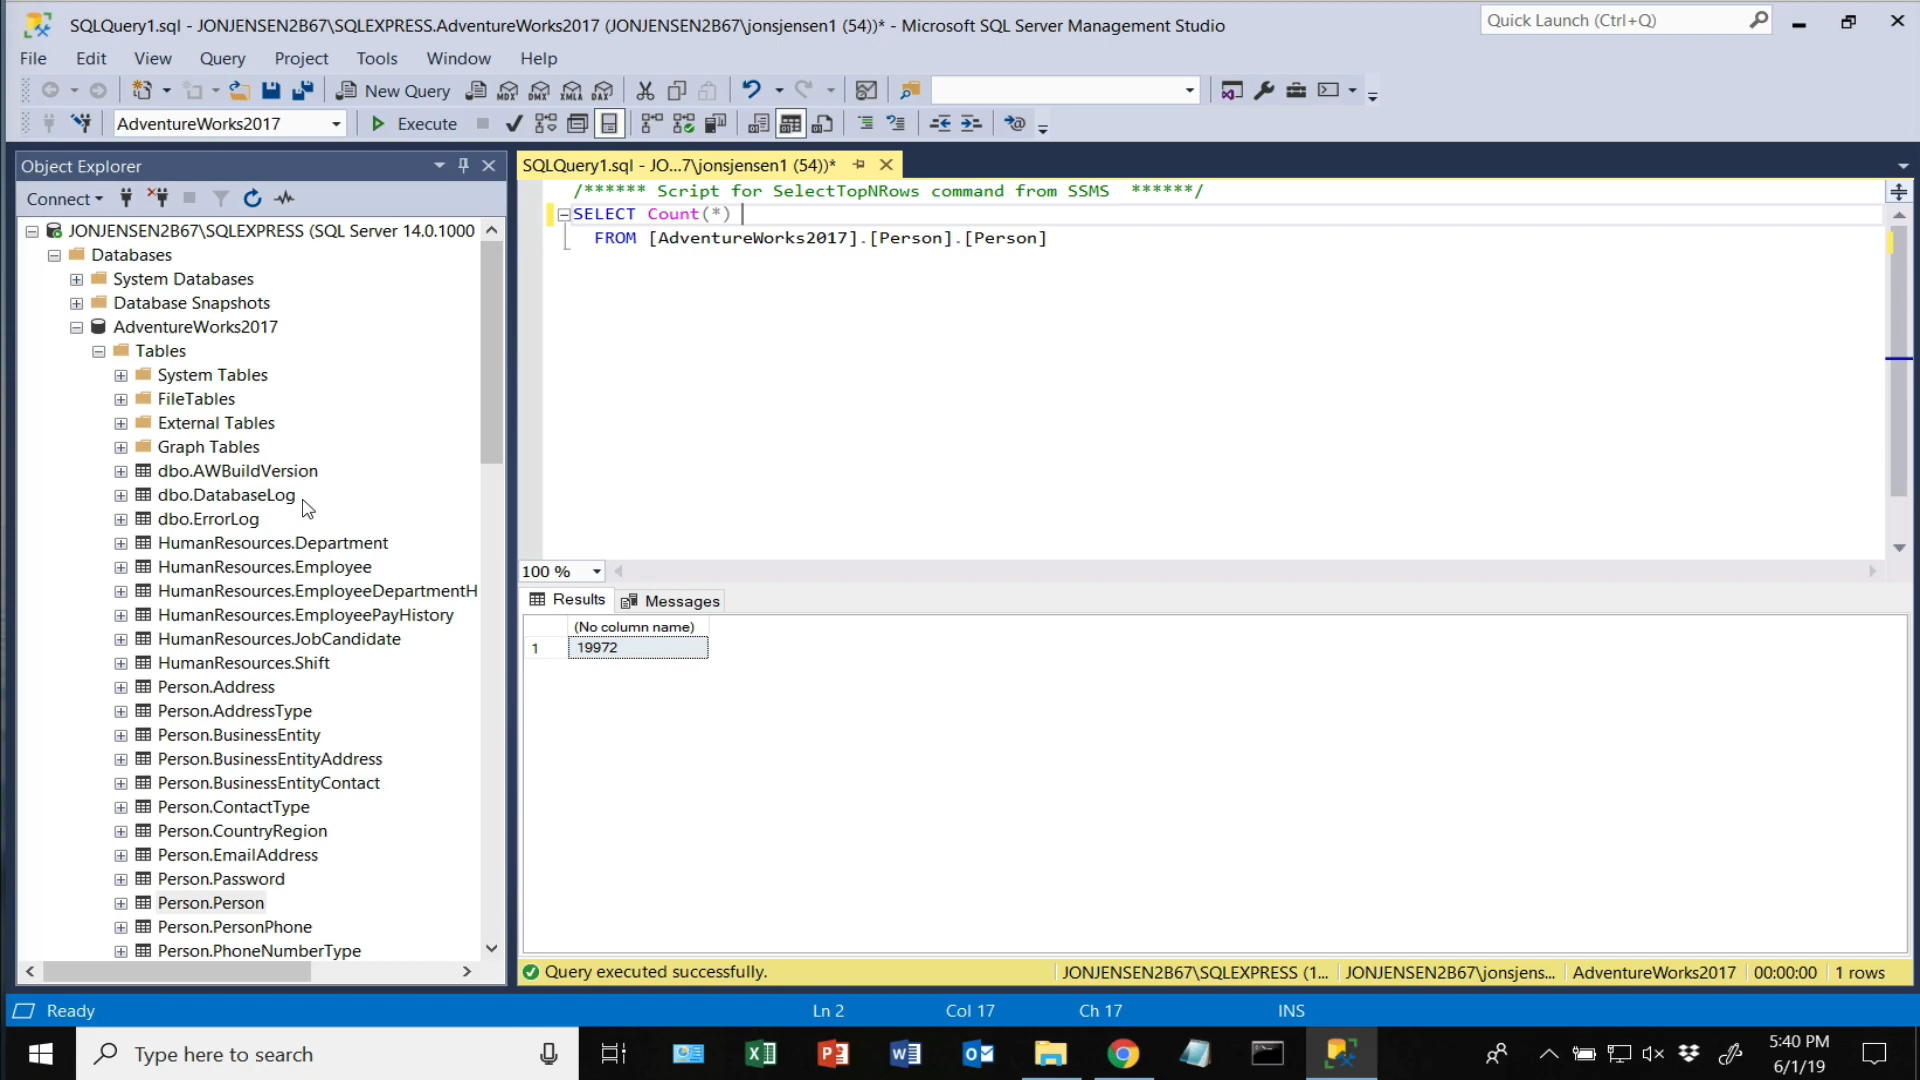 SQLQuery1.sql - JONJENSEN2B67\SQLEXPRESS.AdventureWorks2017 (JONJENSEN2B67\jonsjensen1 (54))* - Microsoft SQL Server Management Studio
Quick Launch (Ctrl+Q)
File Edit View Query Project Tools Window Help
New Query MDX DMX XMLA DAX
AdventureWorks2017 Execute
Object Explorer
Connect
JONJENSEN2B67\SQLEXPRESS (SQL Server 14.0.1000
Databases
System Databases
Database Snapshots
AdventureWorks2017
Tables
System Tables
FileTables
External Tables
Graph Tables
dbo.AWBuildVersion
dbo.DatabaseLog
dbo.ErrorLog
HumanResources.Department
HumanResources.Employee
HumanResources.EmployeeDepartmentH
HumanResources.EmployeePayHistory
HumanResources.JobCandidate
HumanResources.Shift
Person.Address
Person.AddressType
Person.BusinessEntity
Person.BusinessEntityAddress
Person.BusinessEntityContact
Person.ContactType
Person.CountryRegion
Person.EmailAddress
Person.Password
Person.Person
Person.PersonPhone
Person.PhoneNumberType
SQLQuery1.sql - JO...7\jonsjensen1 (54))*
/****** Script for SelectTopNRows command from SSMS ******/
SELECT Count(*)
FROM [AdventureWorks2017].[Person].[Person]
100 %
Results Messages
(No column name)
1 19972
Query executed successfully. JONJENSEN2B67\SQLEXPRESS (1... JONJENSEN2B67\jonsjens... AdventureWorks2017 00:00:00 1 rows
Ready Ln 2 Col 17 Ch 17 INS
Type here to search
5:40 PM
6/1/19